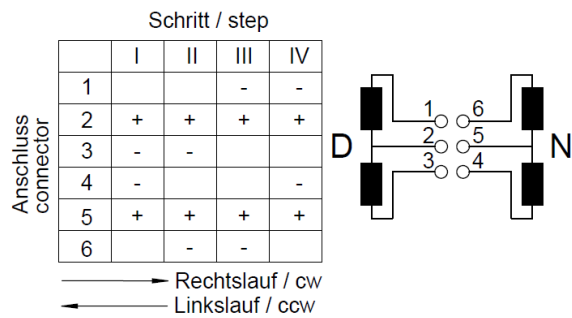 Schritt / step
I II III IV
Anschluss
connector
1 - -
2 + + + +
3 - -
4 - -
5 + + + +
6 - -
Rechtslauf / cw
Linkslauf / ccw
1 6
D 2 5 N
3 4